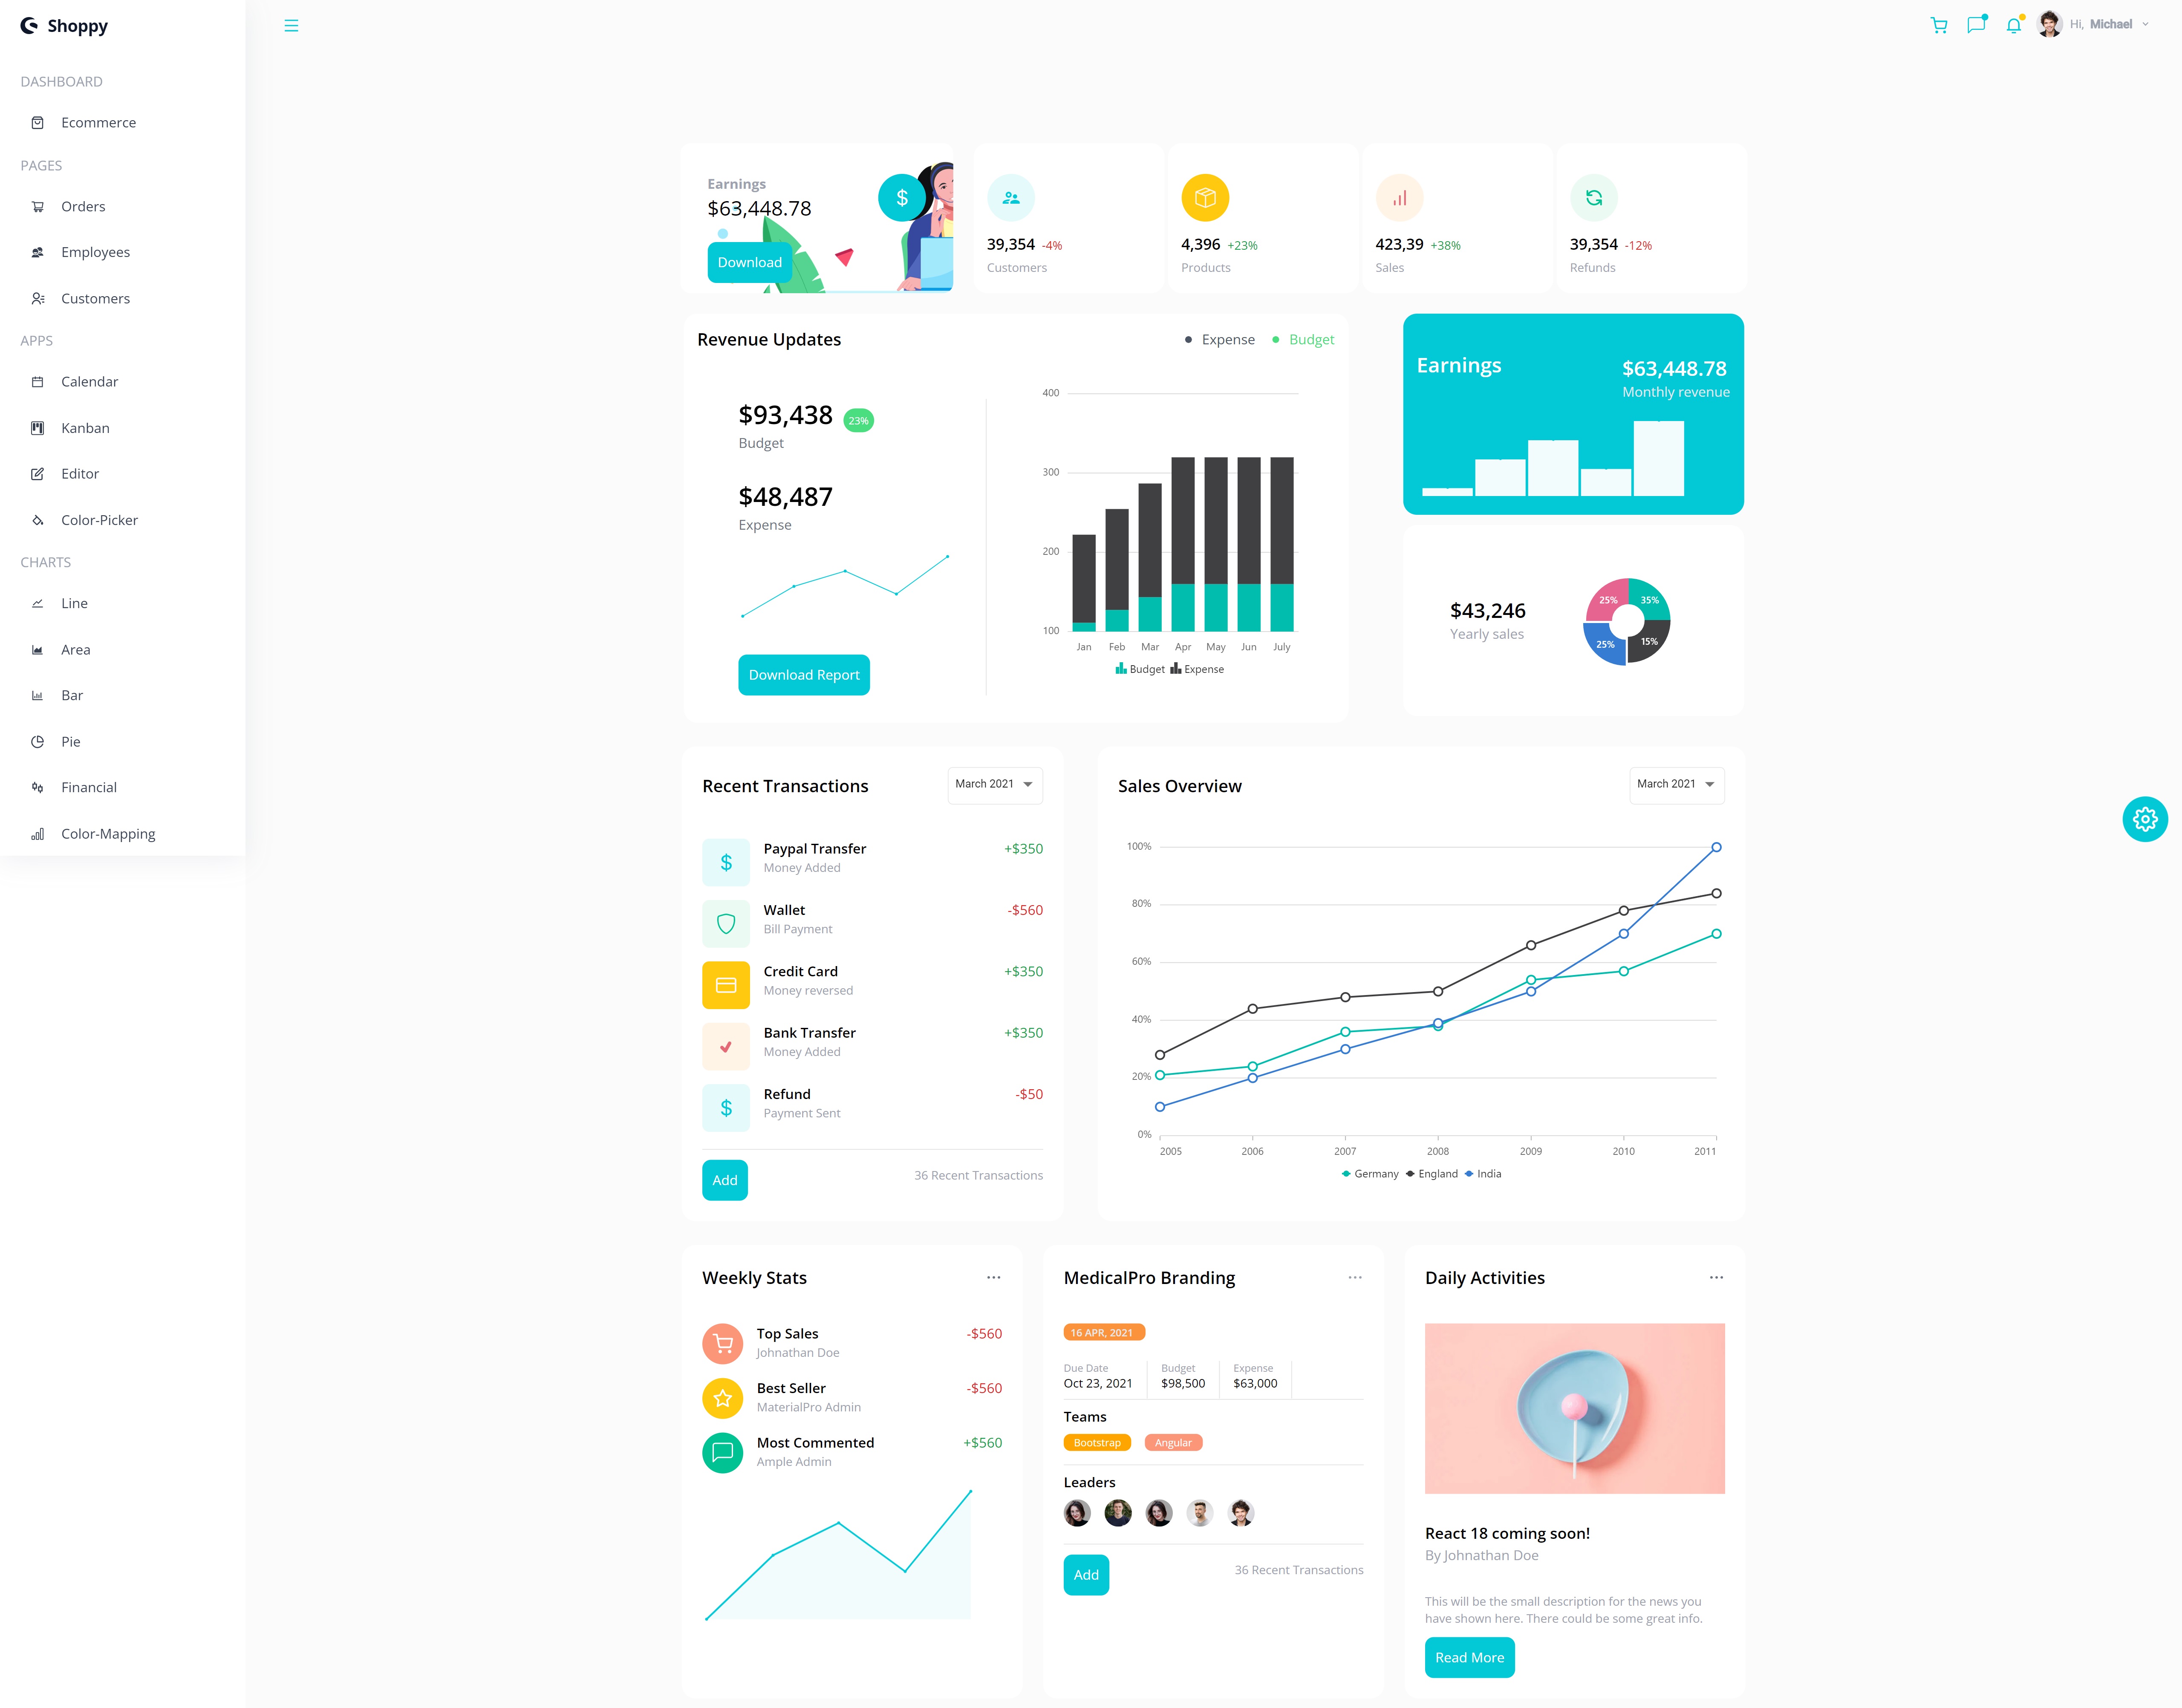 Shoppy
Hi, Michael
DASHBOARD
Ecommerce
PAGES
Orders
Employees
Customers
APPS
Calendar
Kanban
Editor
Color-Picker
CHARTS
Line
Area
Bar
Pie
Financial
Color-Mapping
Earnings
$63,448.78
Download
$
39,354 -4%
Customers
4,396 +23%
Products
423,39 +38%
Sales
39,354 -12%
Refunds
Revenue Updates
Expense Budget
$93,438 23%
Budget
$48,487
Expense
Download Report
400
300
200
100
Jan Feb Mar Apr May Jun July
Budget Expense
Earnings
$63,448.78
Monthly revenue
$43,246
Yearly sales
25% 35%
25% 15%
Recent Transactions
March 2021
$
Paypal Transfer +$350
Money Added
Wallet -$560
Bill Payment
Credit Card +$350
Money reversed
Bank Transfer +$350
Money Added
$
Refund -$50
Payment Sent
Add
36 Recent Transactions
Sales Overview
March 2021
100%
80%
60%
40%
20%
0%
2005 2006 2007 2008 2009 2010 2011
Germany England India
Weekly Stats
Top Sales -$560
Johnathan Doe
Best Seller -$560
MaterialPro Admin
Most Commented +$560
Ample Admin
MedicalPro Branding
16 APR, 2021
Due Date Budget Expense
Oct 23, 2021 $98,500 $63,000
Teams
Bootstrap Angular
Leaders
Add
36 Recent Transactions
Daily Activities
React 18 coming soon!
By Johnathan Doe
This will be the small description for the news you
have shown here. There could be some great info.
Read More